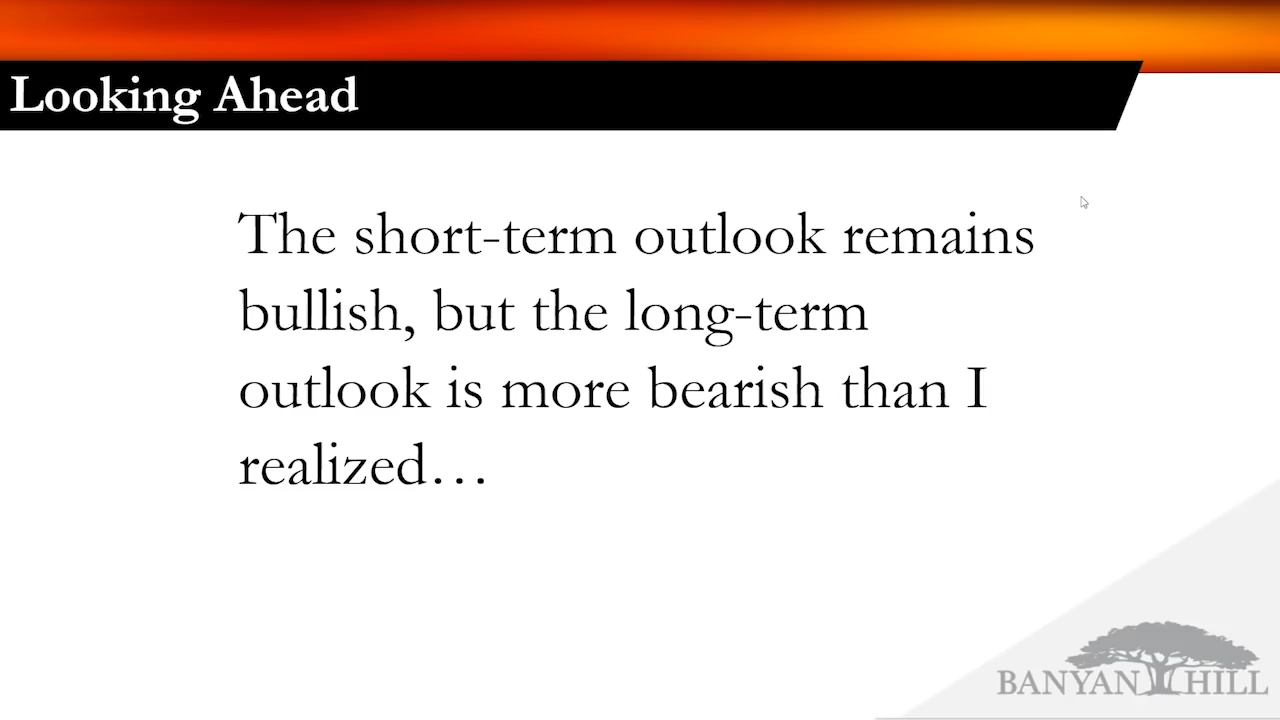 Looking Ahead
The short-term outlook remains
bullish, but the long-term
outlook is more bearish than I
realized…
BANYAN HILL